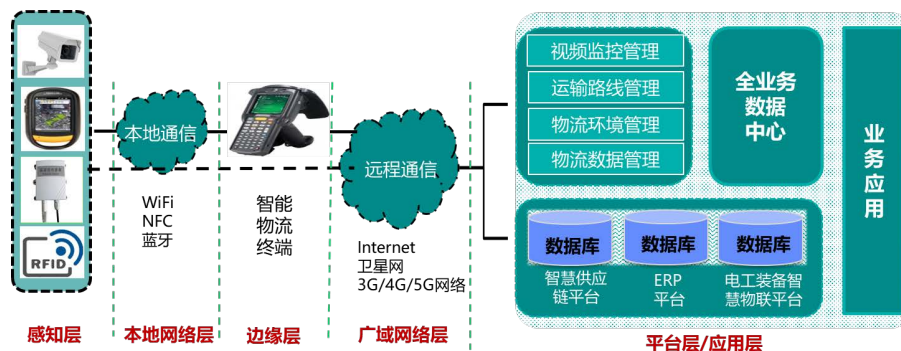 RFID
感知层
本地通信
WiFi
NFC
蓝牙
本地网络层
智能
物流
终端
边缘层
远程通信
Internet
卫星网
3G/4G/5G网络
广域网络层
视频监控管理
运输路线管理
物流环境管理
物流数据管理
全业务
数据
中心
数据库
智慧供应
链平台
数据库
ERP
平台
数据库
电工装备智
慧物联平台
业务应用
平台层/应用层